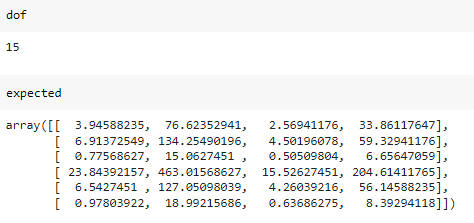 dof
15
expected
array([[  3.94588235,  76.62352941,   2.56941176,  33.86117647],
       [  6.91372549, 134.25490196,   4.50196078,  59.32941176],
       [  0.77568627,  15.0627451 ,   0.50509804,   6.65647059],
       [ 23.84392157, 463.01568627,  15.52627451, 204.61411765],
       [  6.5427451 , 127.05098039,   4.26039216,  56.14588235],
       [  0.97803922,  18.99215686,   0.63686275,   8.39294118]])